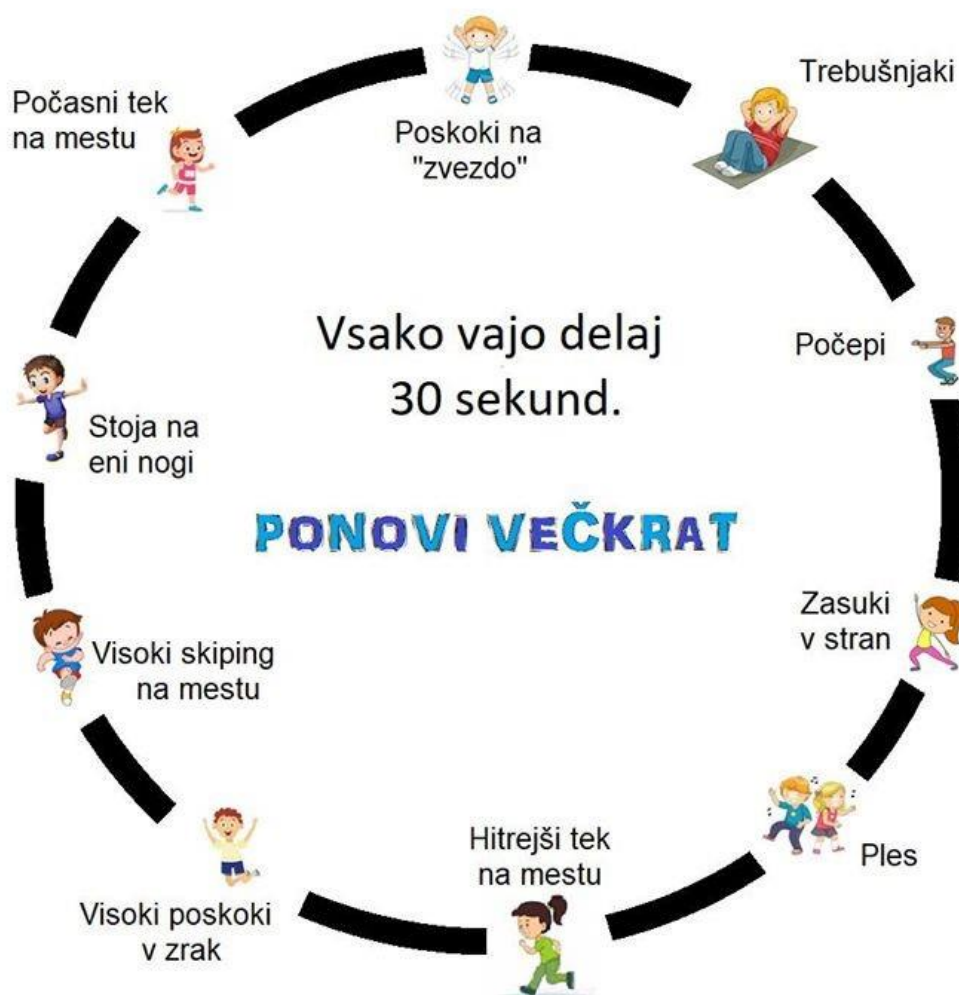 Poskoki na
"zvezdo"
Trebušnjaki
Počepi
Zasuki
v stran
Ples
Hitrejši tek
na mestu
Visoki poskoki
v zrak
Visoki skiping
na mestu
Stoja na
eni nogi
Počasni tek
na mestu
Vsako vajo delaj
30 sekund.
PONOVI VEČKRAT